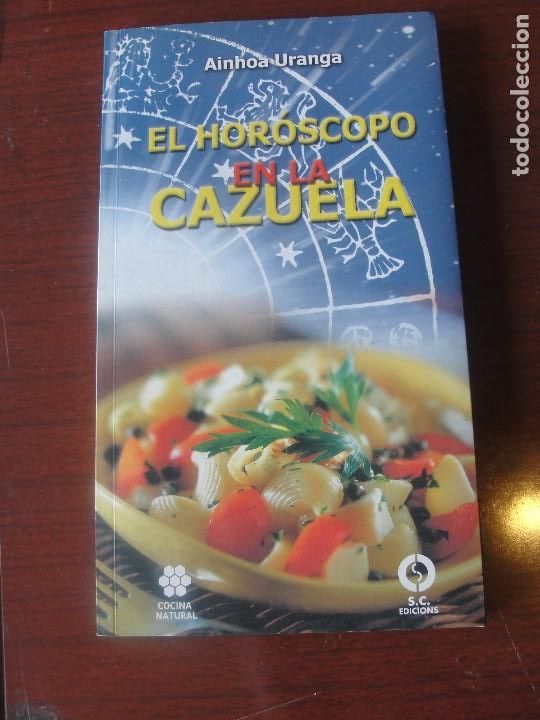 Ainhoa Uranga
EL HORÓSCOPO
EN LA
CAZUELA
COCINA
NATURAL
S.C.
EDICIONS
todocoleccion